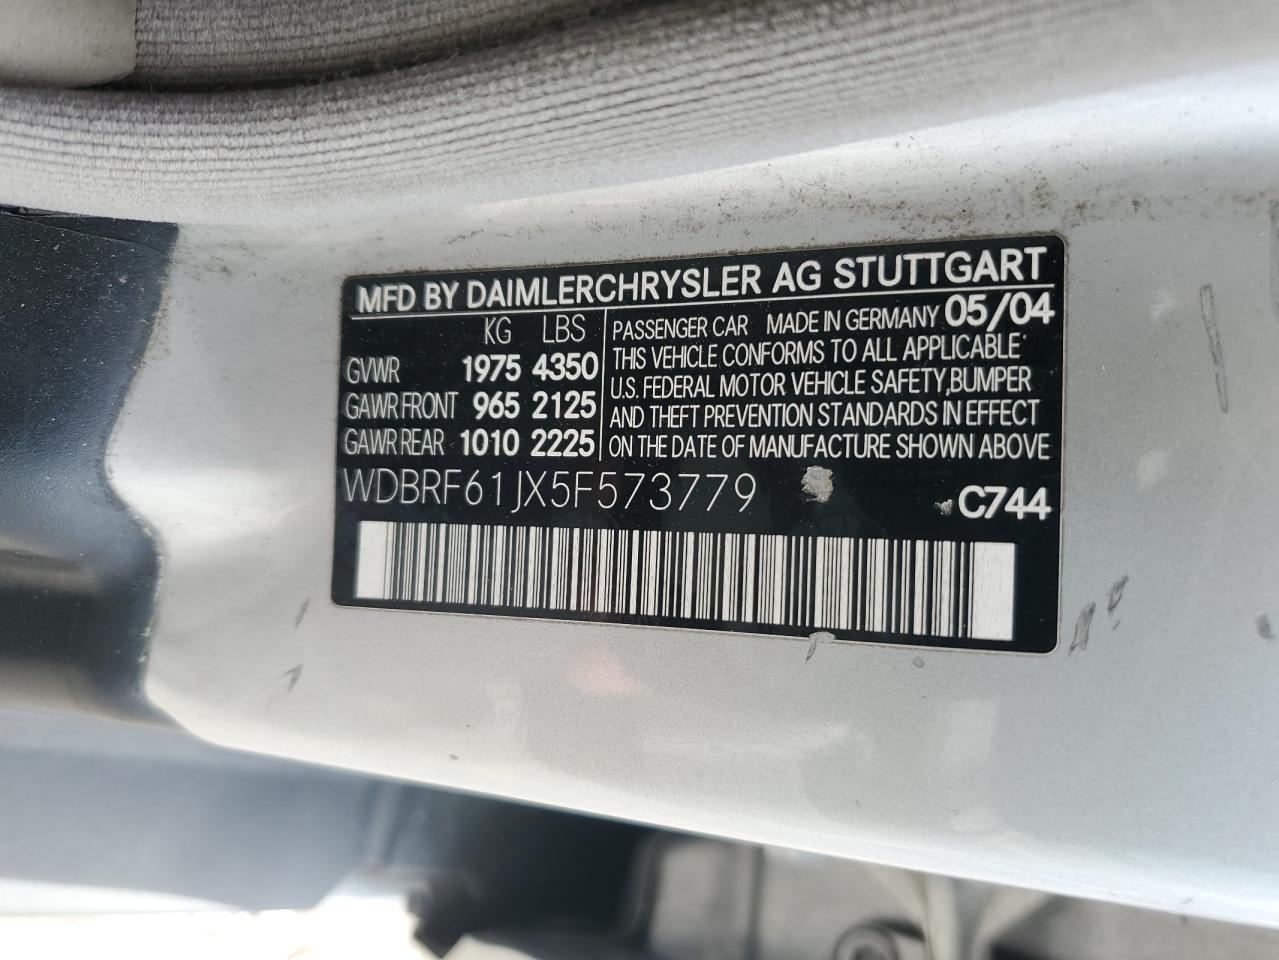 MFD BY DAIMLERCHRYSLER AG STUTTGART
KG LBS
GVWR 1975 4350
GAWR FRONT 965 2125
GAWR REAR 1010 2225
PASSENGER CAR MADE IN GERMANY 05/04
THIS VEHICLE CONFORMS TO ALL APPLICABLE
U.S. FEDERAL MOTOR VEHICLE SAFETY, BUMPER
AND THEFT PREVENTION STANDARDS IN EFFECT
ON THE DATE OF MANUFACTURE SHOWN ABOVE
WDBRF61JX5F573779
C744